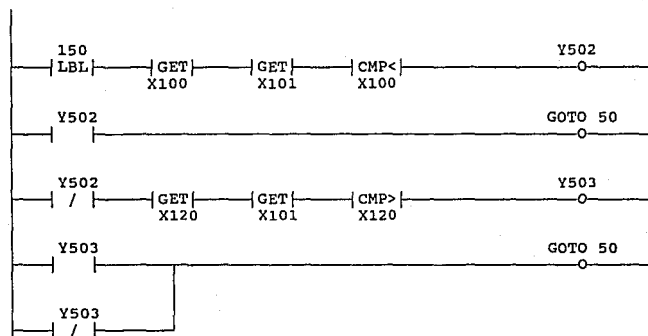 150 Y502
LBL GET GET CMP<
X100 X101 X100
Y502 GOTO 50
Y502 Y503
/ GET GET CMP>
X120 X101 X120
Y503 GOTO 50
Y503
/